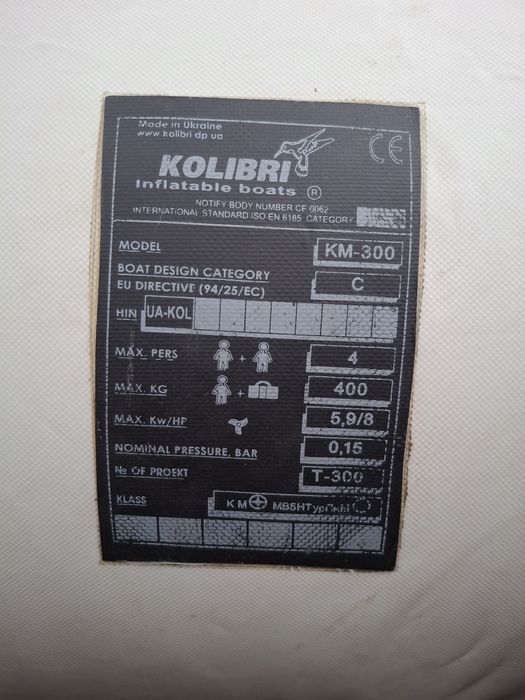 Made in Ukraine
www kolibri dp ua
CE
KOLIBRI
Inflatable boats ®
NOTIFY BODY NUMBER CE 0062
INTERNATIONAL STANDARD ISO EN 6185 CATEGORY
MODEL KM-300
BOAT DESIGN CATEGORY
EU DIRECTIVE (94/25/EC) C
HIN UA-KOL
MAX. PERS + 4
MAX. KG + 400
MAX. Kw/HP 5,9/8
NOMINAL PRESSURE, BAR 0,15
№ OF PROEKT T-300
KLASS KM